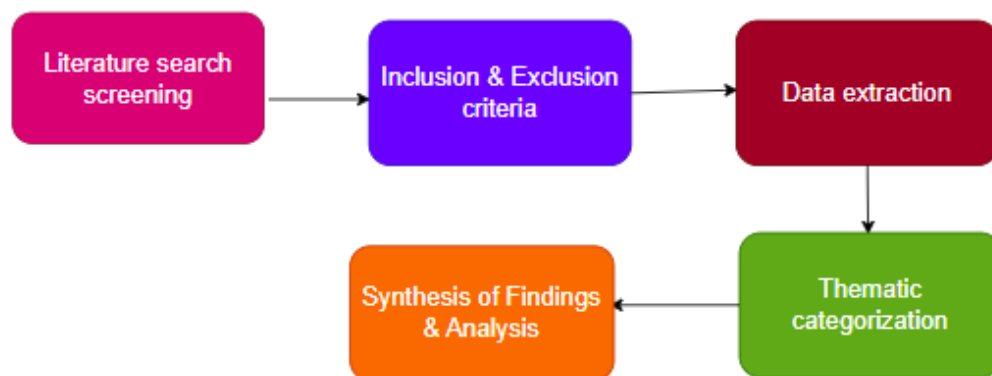 Literature search
screening
Inclusion & Exclusion
criteria
Data extraction
Thematic
categorization
Synthesis of Findings
& Analysis